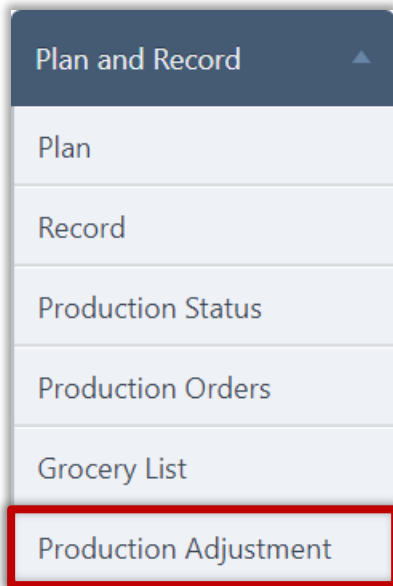 Plan and Record
Plan
Record
Production Status
Production Orders
Grocery List
Production Adjustment